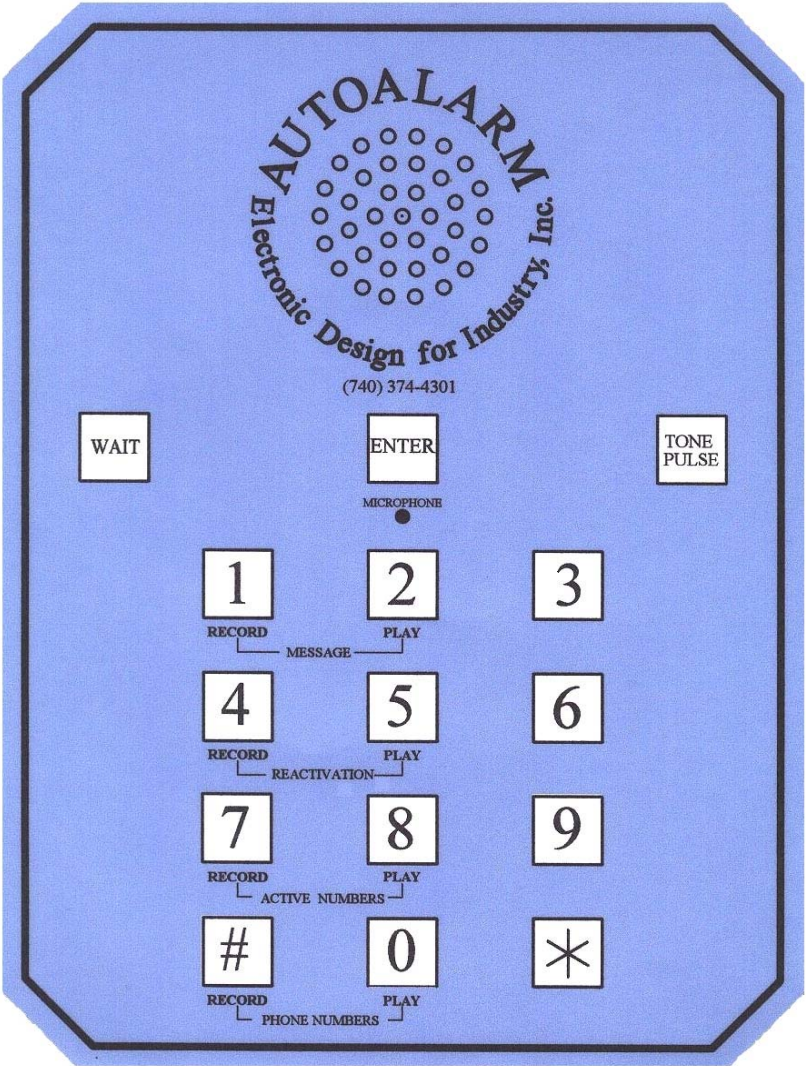 AUTOALARM
Electronic Design for Industry, Inc.
(740) 374-4301
WAIT
ENTER
TONE
PULSE
MICROPHONE
1 2 3
RECORD PLAY
MESSAGE
4 5 6
RECORD PLAY
REACTIVATION
7 8 9
RECORD PLAY
ACTIVE NUMBERS
# 0 *
RECORD PLAY
PHONE NUMBERS